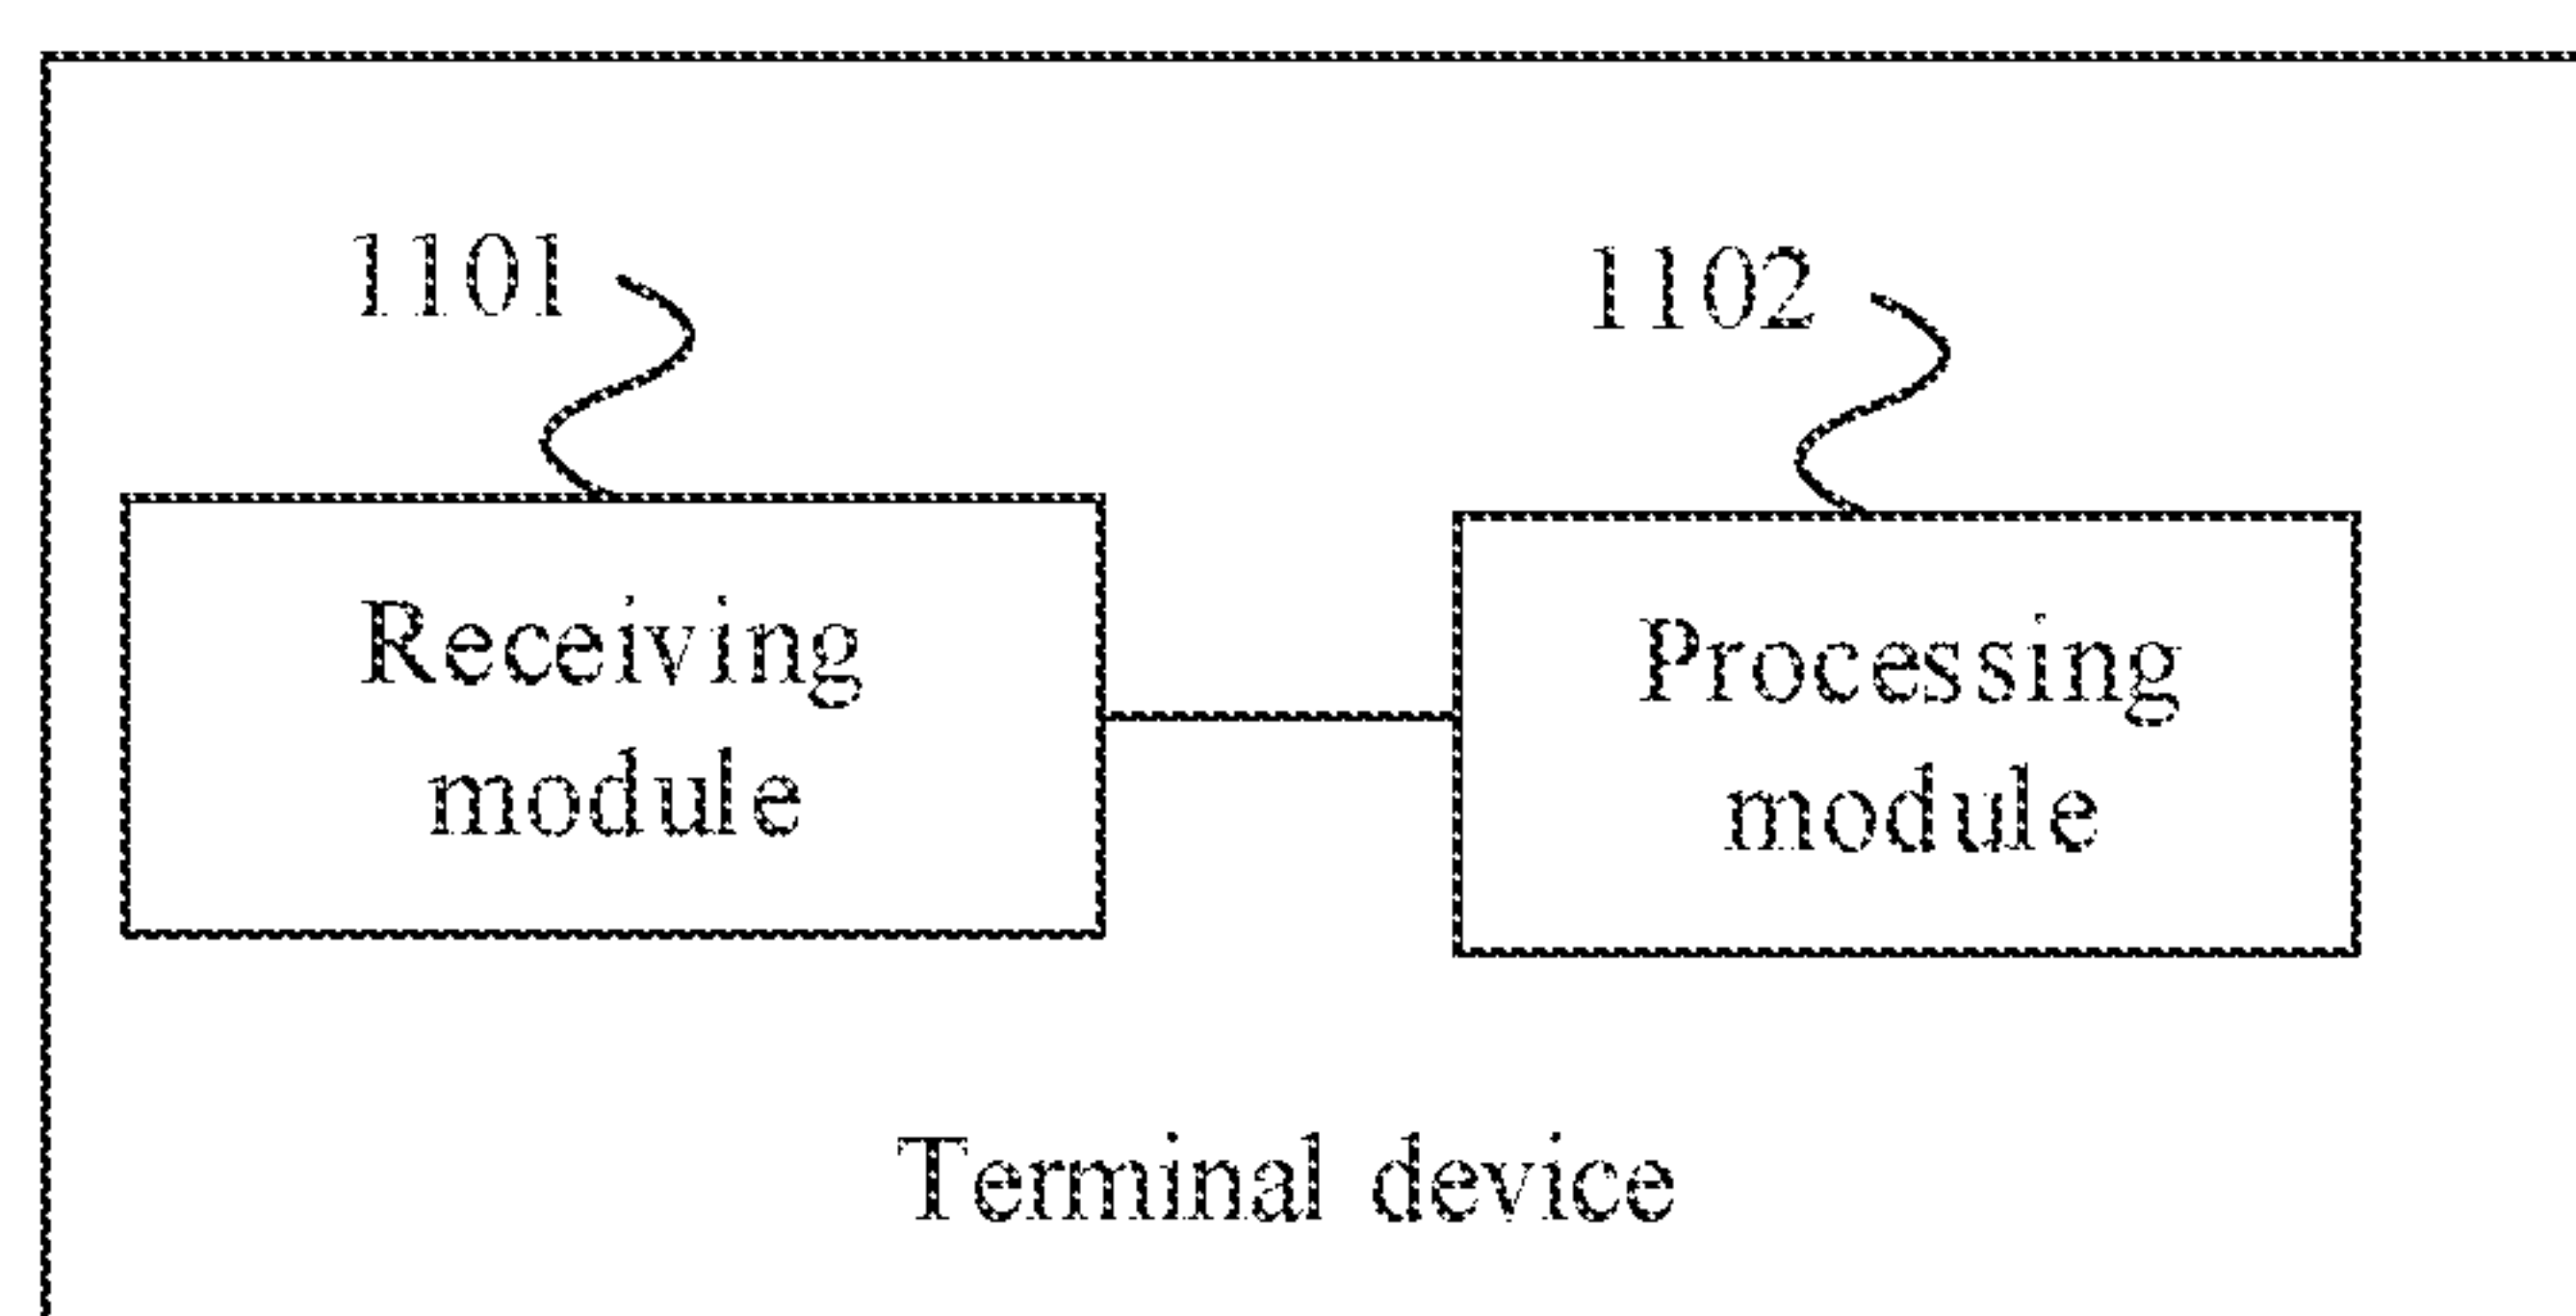 1101
1102
Receiving
module
Processing
module
Terminal device